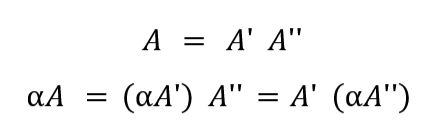 A = A' A''
αA = (αA') A'' = A' (αA'')